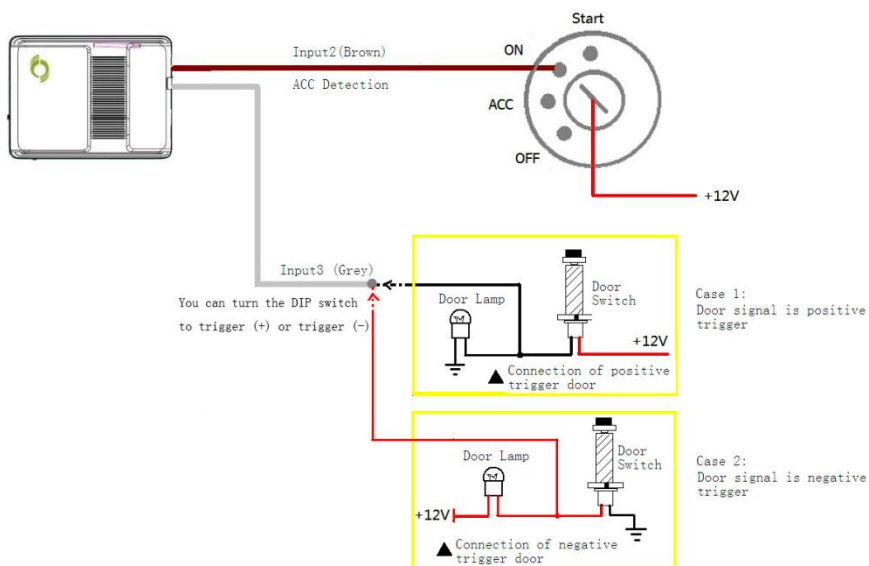 Start
Input2(Brown)
ON
ACC Detection
ACC
OFF
+12V
Input3 (Grey)
You can turn the DIP switch
to trigger (+) or trigger (-)
Door Lamp
Door
Switch
+12V
Connection of positive
trigger door
Case 1:
Door signal is positive
trigger
Door Lamp
Door
Switch
+12V
Connection of negative
trigger door
Case 2:
Door signal is negative
trigger